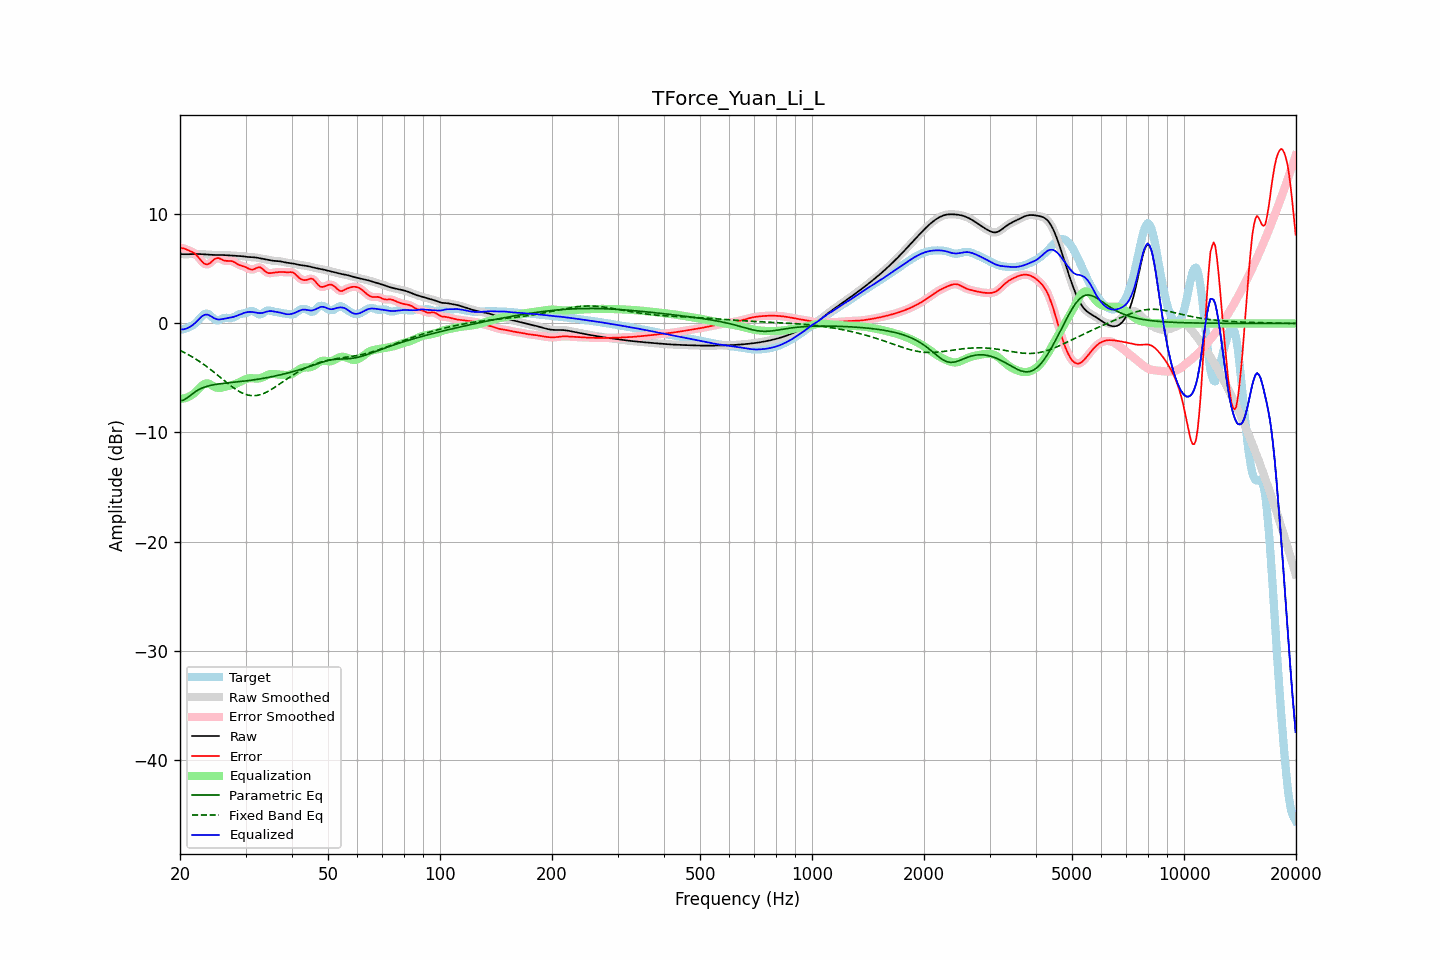 TForce_Yuan_Li_L
Amplitude (dBr)
10
0
−10
−20
−30
−40
Target
Raw Smoothed
Error Smoothed
Raw
Error
Equalization
Parametric Eq
Fixed Band Eq
Equalized
20 50 100 200 500 1000 2000 5000 10000 20000
Frequency (Hz)